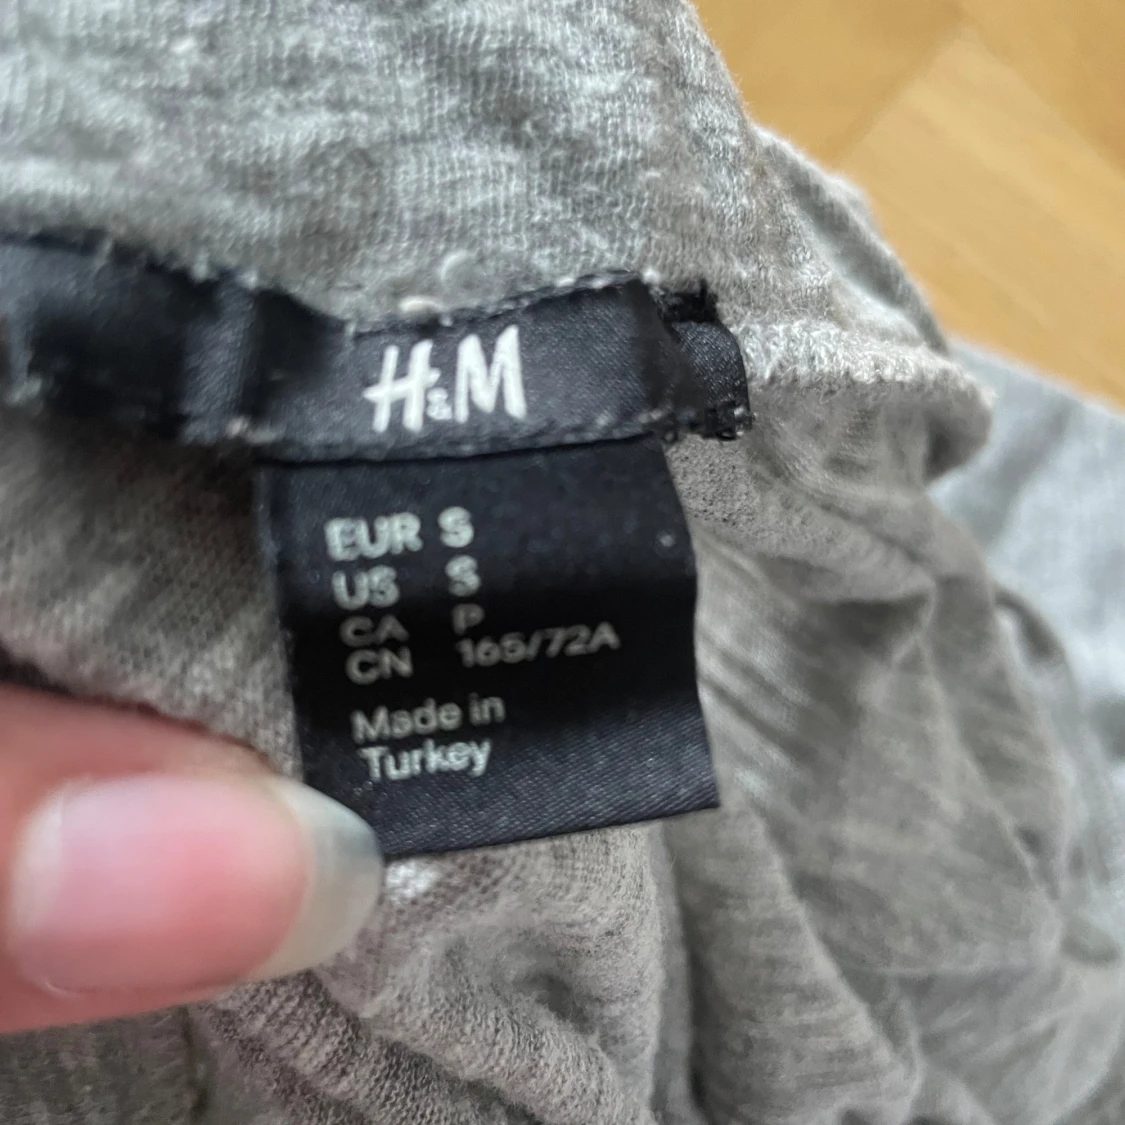 H&M
EUR S
US S
CA P
CN 165/72A
Made in
Turkey